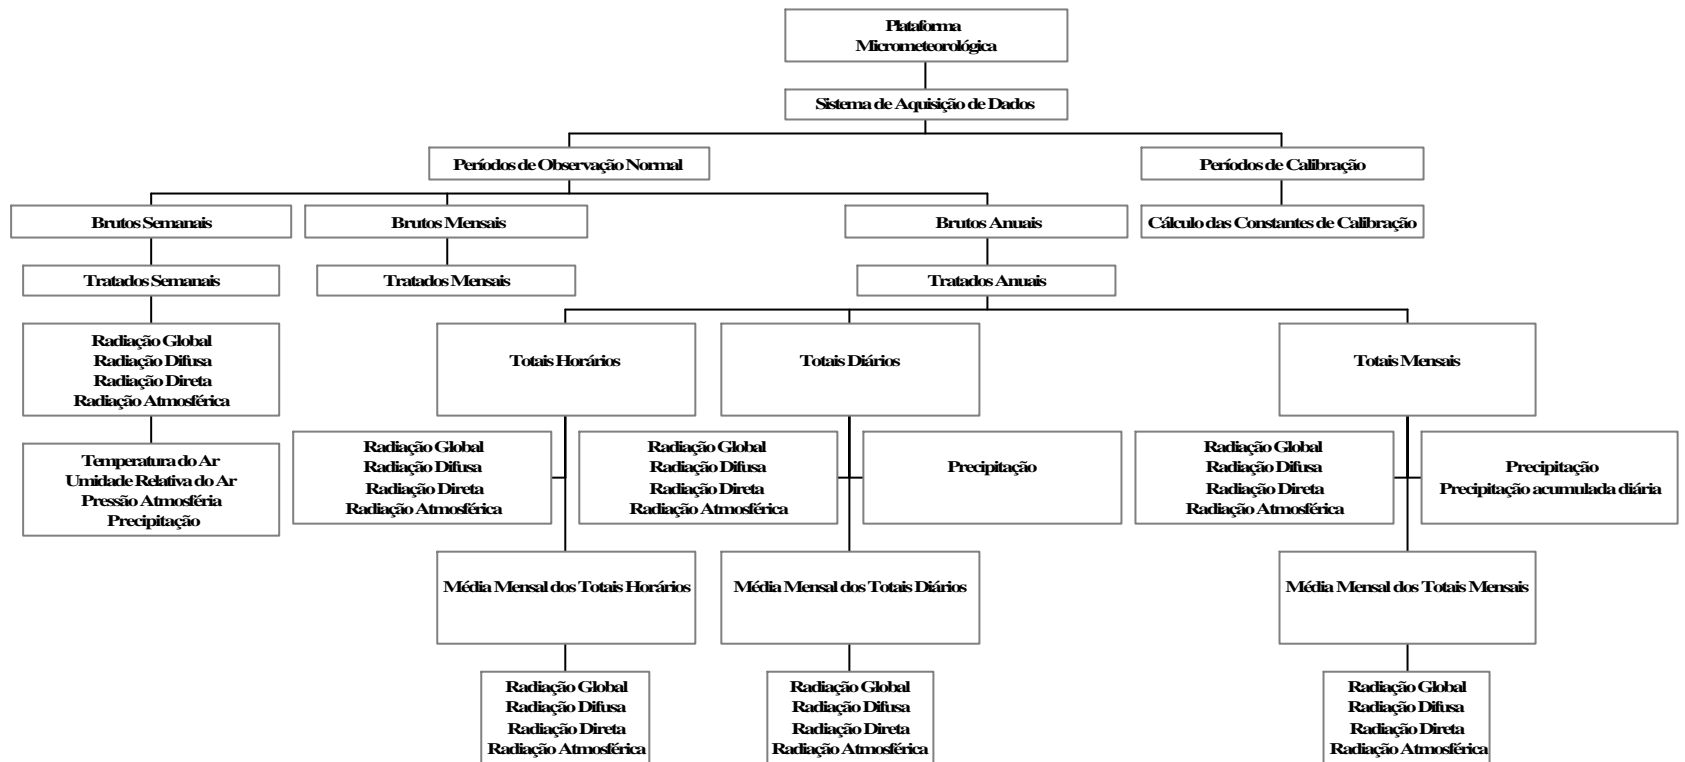 Plataforma
Micrometeorológica
Sistema de Aquisição de Dados
Períodos de Observação Normal
Períodos de Calibração
Brutos Semanais
Brutos Mensais
Brutos Anuais
Cálculo das Constantes de Calibração
Tratados Semanais
Tratados Mensais
Tratados Anuais
Radiação Global
Radiação Difusa
Radiação Direta
Radiação Atmosférica
Totais Horários
Totais Diários
Totais Mensais
Temperatura do Ar
Umidade Relativa do Ar
Pressão Atmosféria
Precipitação
Radiação Global
Radiação Difusa
Radiação Direta
Radiação Atmosférica
Radiação Global
Radiação Difusa
Radiação Direta
Radiação Atmosférica
Precipitação
Radiação Global
Radiação Difusa
Radiação Direta
Radiação Atmosférica
Precipitação
Precipitação acumulada diária
Média Mensal dos Totais Horários
Média Mensal dos Totais Diários
Média Mensal dos Totais Mensais
Radiação Global
Radiação Difusa
Radiação Direta
Radiação Atmosférica
Radiação Global
Radiação Difusa
Radiação Direta
Radiação Atmosférica
Radiação Global
Radiação Difusa
Radiação Direta
Radiação Atmosférica